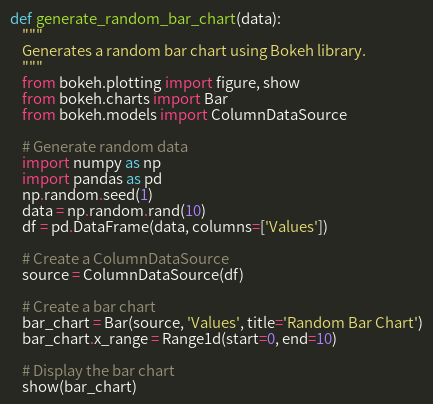 def generate_random_bar_chart(data):
"""
Generates a random bar chart using Bokeh library.
"""
from bokeh.plotting import figure, show
from bokeh.charts import Bar
from bokeh.models import ColumnDataSource
# Generate random data
import numpy as np
import pandas as pd
np.random.seed(1)
data = np.random.rand(10)
df = pd.DataFrame(data, columns=['Values'])
# Create a ColumnDataSource
source = ColumnDataSource(df)
# Create a bar chart
bar_chart = Bar(source, 'Values', title='Random Bar Chart')
bar_chart.x_range = Range1d(start=0, end=10)
# Display the bar chart
show(bar_chart)